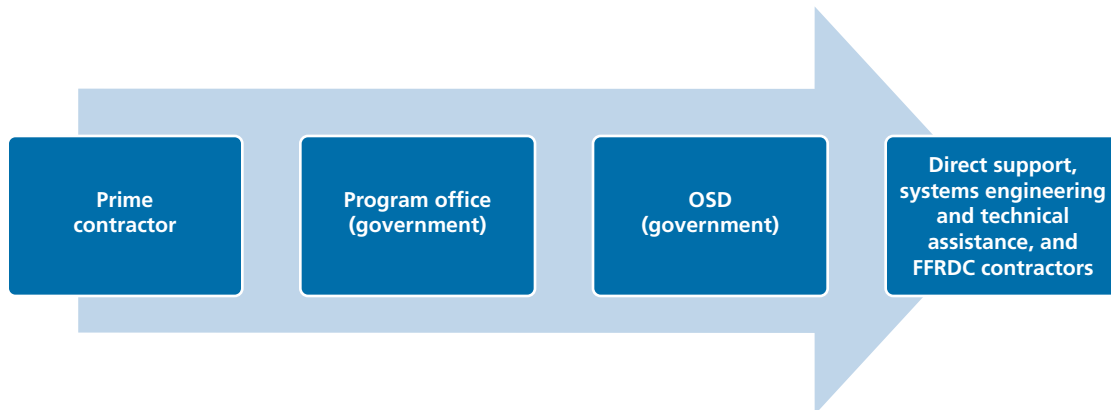 Prime
contractor
Program office
(government)
OSD
(government)
Direct support,
systems engineering
and technical
assistance, and
FFRDC contractors